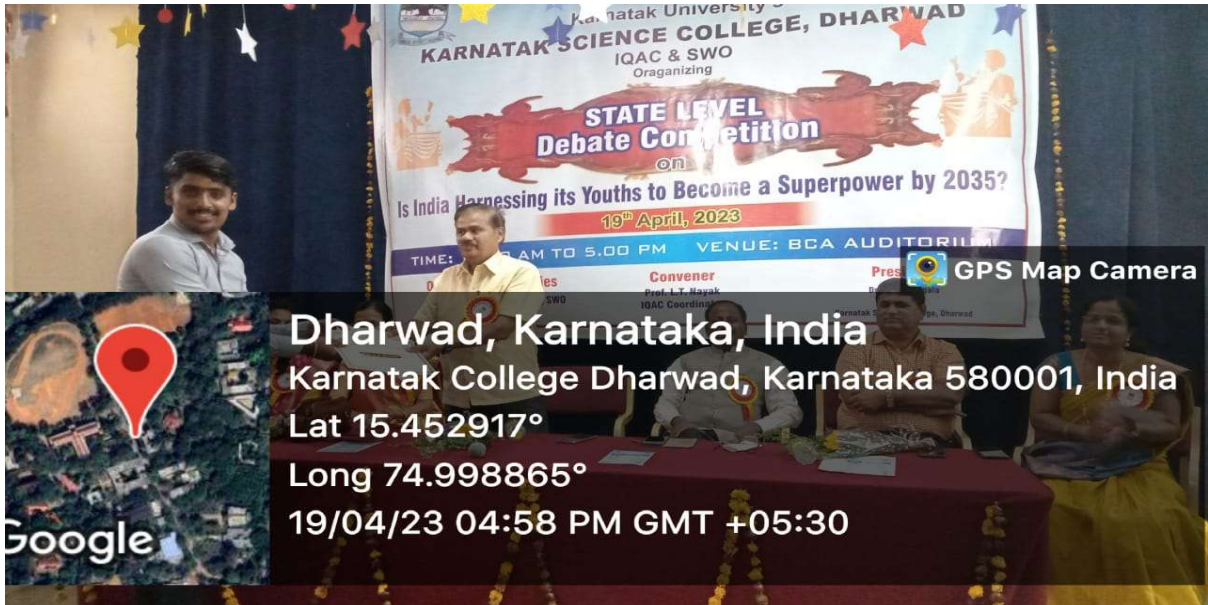 Karnatak University
KARNATAK SCIENCE COLLEGE, DHARWAD
IQAC & SWO
Oraganizing
STATE LEVEL
Debate Competition
on
Is India Harnessing its Youths to Become a Superpower by 2035?
19th April, 2023
TIME: AM TO 5.00 PM VENUE: BCA AUDITORIUM
Convener
Prof. L.T. Nayak
SWO IQAC
Dharwad
GPS Map Camera
Dharwad, Karnataka, India
Karnatak College Dharwad, Karnataka 580001, India
Lat 15.452917°
Long 74.998865°
19/04/23 04:58 PM GMT +05:30
Google